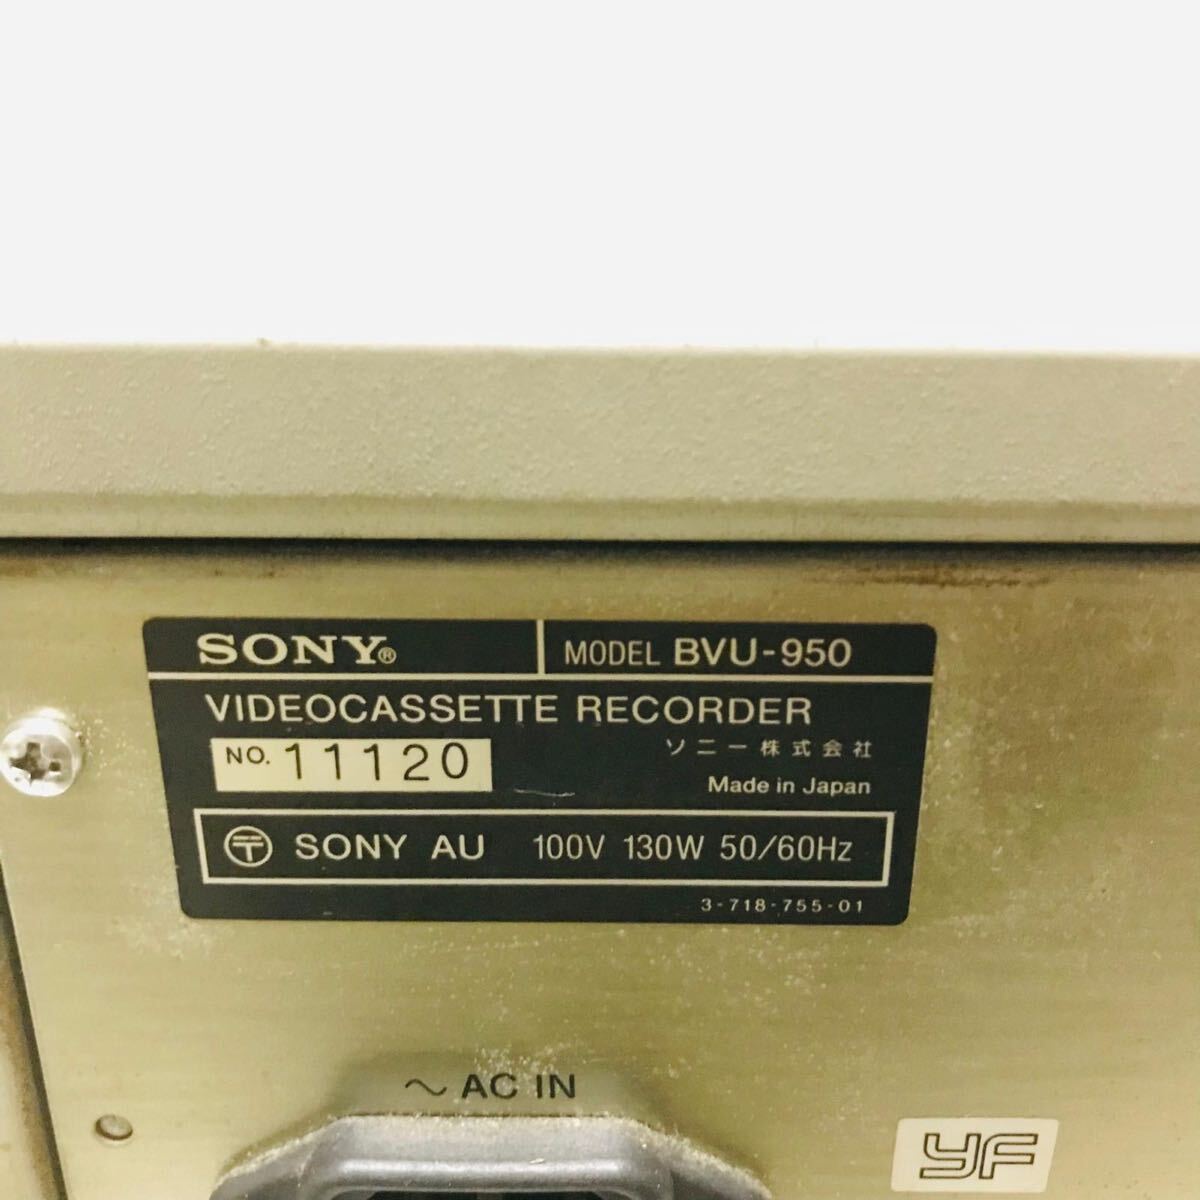 SONY® MODEL BVU-950
VIDEOCASSETTE RECORDER
NO. 11120
ソニー株式会社
Made in Japan
〒 SONY AU 100V 130W 50/60Hz
3-718-755-01
～ AC IN
YF